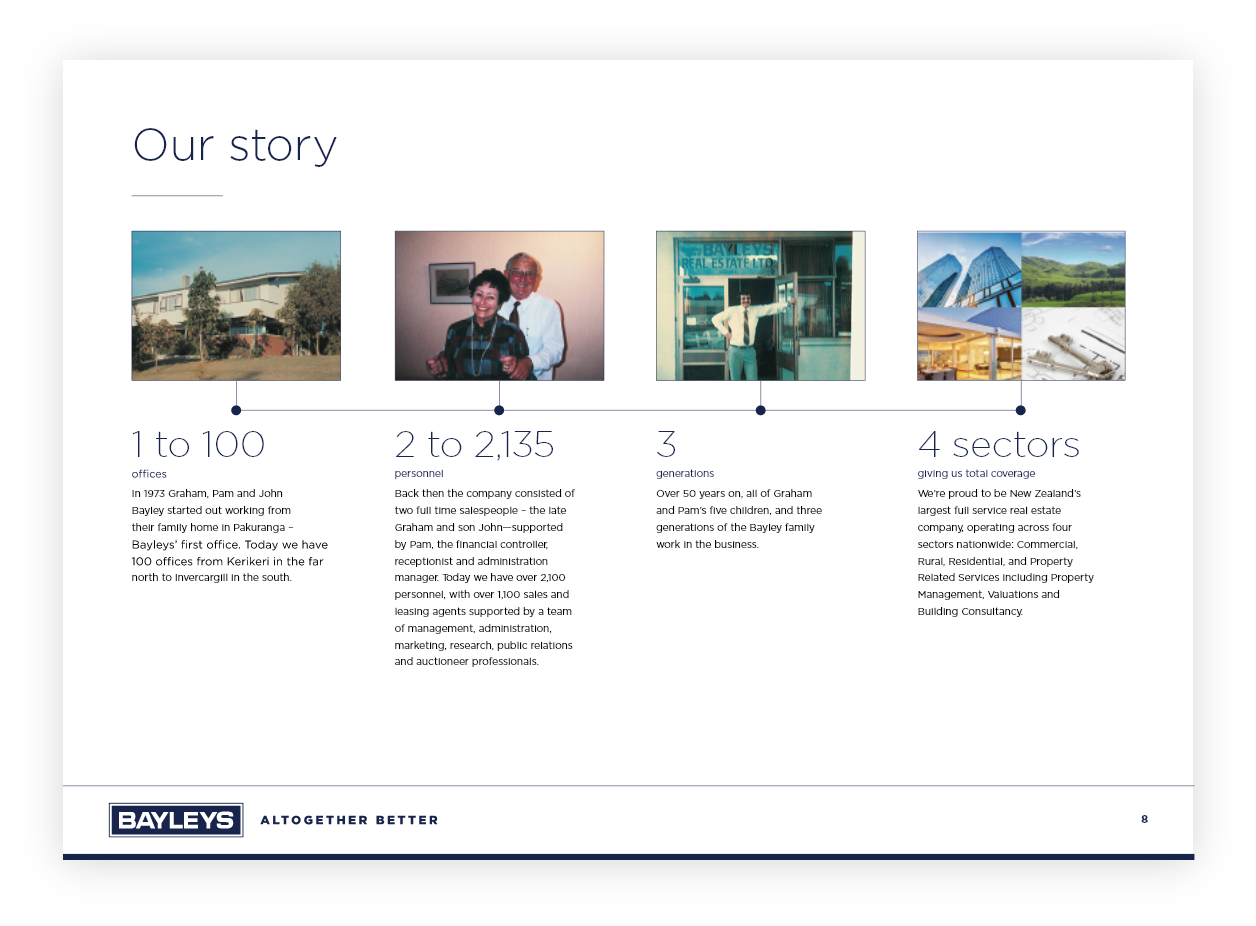 Our story
BAYLEYS
REAL ESTATE LTD
1 to 100
offices
In 1973 Graham, Pam and John
Bayley started out working from
their family home in Pakuranga –
Bayleys' first office. Today we have
100 offices from Kerikeri in the far
north to Invercargill in the south.
2 to 2,135
personnel
Back then the company consisted of
two full time salespeople – the late
Graham and son John—supported
by Pam, the financial controller,
receptionist and administration
manager. Today we have over 2,100
personnel, with over 1,100 sales and
leasing agents supported by a team
of management, administration,
marketing, research, public relations
and auctioneer professionals.
3
generations
Over 50 years on, all of Graham
and Pam's five children, and three
generations of the Bayley family
work in the business.
4 sectors
giving us total coverage
We're proud to be New Zealand's
largest full service real estate
company, operating across four
sectors nationwide: Commercial,
Rural, Residential, and Property
Related Services including Property
Management, Valuations and
Building Consultancy.
BAYLEYS
ALTOGETHER BETTER
8